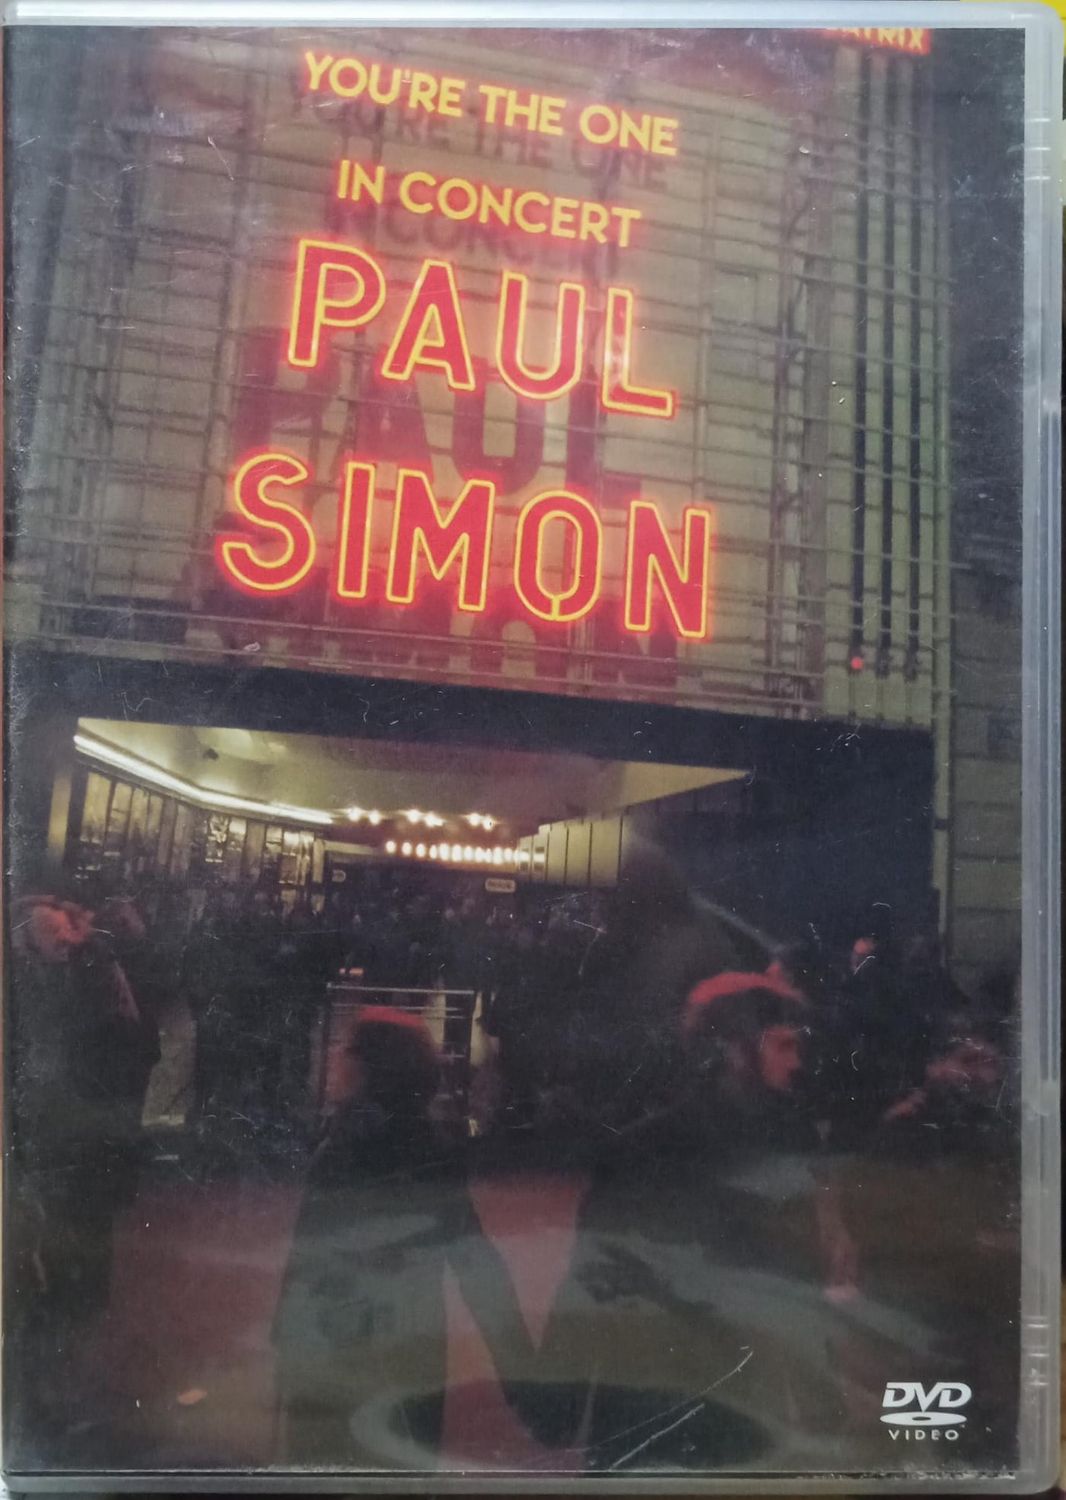 YOU'RE THE ONE
IN CONCERT
PAUL
SIMON
DVD
VIDEO